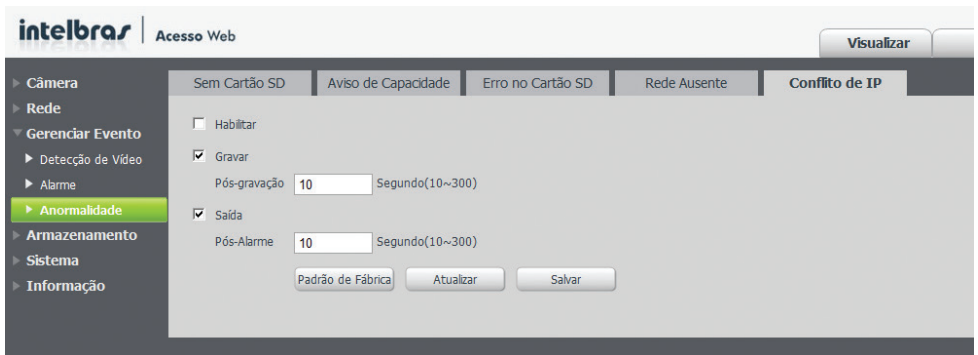 intelbras Acesso Web
Visualizar
Câmera
Rede
Gerenciar Evento
Detecção de Vídeo
Alarme
Anormalidade
Armazenamento
Sistema
Informação
Sem Cartão SD Aviso de Capacidade Erro no Cartão SD Rede Ausente Conflito de IP
Habilitar
Gravar
Pós-gravação 10 Segundo(10~300)
Saída
Pós-Alarme 10 Segundo(10~300)
Padrão de Fábrica Atualizar Salvar